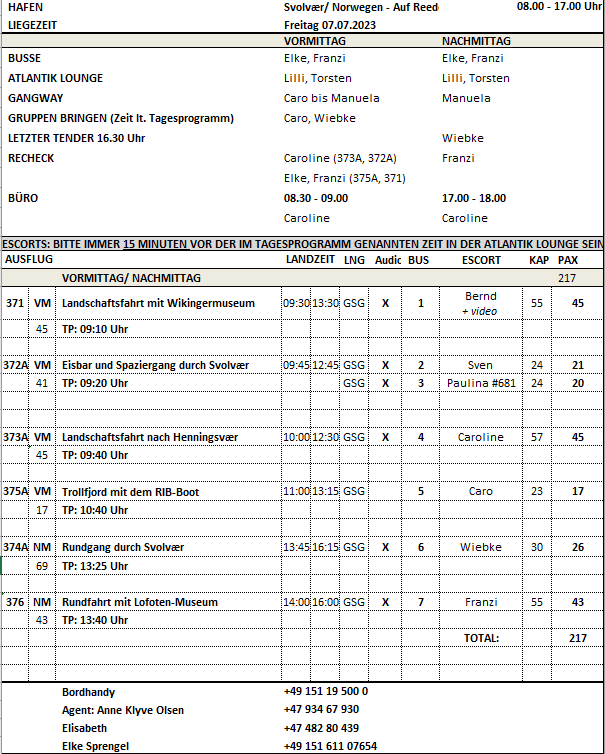 HAFEN Svolvær/ Norwegen - Auf Reed 08.00 - 17.00 Uhr
LIEGEZEIT Freitag 07.07.2023
VORMITTAG NACHMITTAG
BUSSE Elke, Franzi Elke, Franzi
ATLANTIK LOUNGE Lilli, Torsten Lilli, Torsten
GANGWAY Caro bis Manuela Manuela
GRUPPEN BRINGEN (Zeit lt. Tagesprogramm) Caro, Wiebke
LETZTER TENDER 16.30 Uhr Wiebke
RECHECK Caroline (373A, 372A) Franzi
Elke, Franzi (375A, 371)
BÜRO 08.30 - 09.00 17.00 - 18.00
Caroline Caroline
ESCORTS: BITTE IMMER 15 MINUTEN VOR DER IM TAGESPROGRAMM GENANNTEN ZEIT IN DER ATLANTIK LOUNGE SEIN
AUSFLUG LANDZEIT LNG Audio BUS ESCORT KAP PAX
VORMITTAG/ NACHMITTAG 217
371 VM Landschaftsfahrt mit Wikingermuseum 09:30 13:30 GSG X 1 Bernd 55 45
+ video
45 TP: 09:10 Uhr
372A VM Eisbar und Spaziergang durch Svolvær 09:45 12:45 GSG X 2 Sven 24 21
41 TP: 09:20 Uhr GSG X 3 Paulina #681 24 20
373A VM Landschaftsfahrt nach Henningsvær 10:00 12:30 GSG X 4 Caroline 57 45
45 TP: 09:40 Uhr
375A VM Trollfjord mit dem RIB-Boot 11:00 13:15 GSG 5 Caro 23 17
17 TP: 10:40 Uhr
374A NM Rundgang durch Svolvær 13:45 16:15 GSG X 6 Wiebke 30 26
69 TP: 13:25 Uhr
376 NM Rundfahrt mit Lofoten-Museum 14:00 16:00 GSG X 7 Franzi 55 43
43 TP: 13:40 Uhr
TOTAL: 217
Bordhandy +49 151 19 500 0
Agent: Anne Klyve Olsen +47 934 67 930
Elisabeth +47 482 80 439
Elke Sprengel +49 151 611 07654